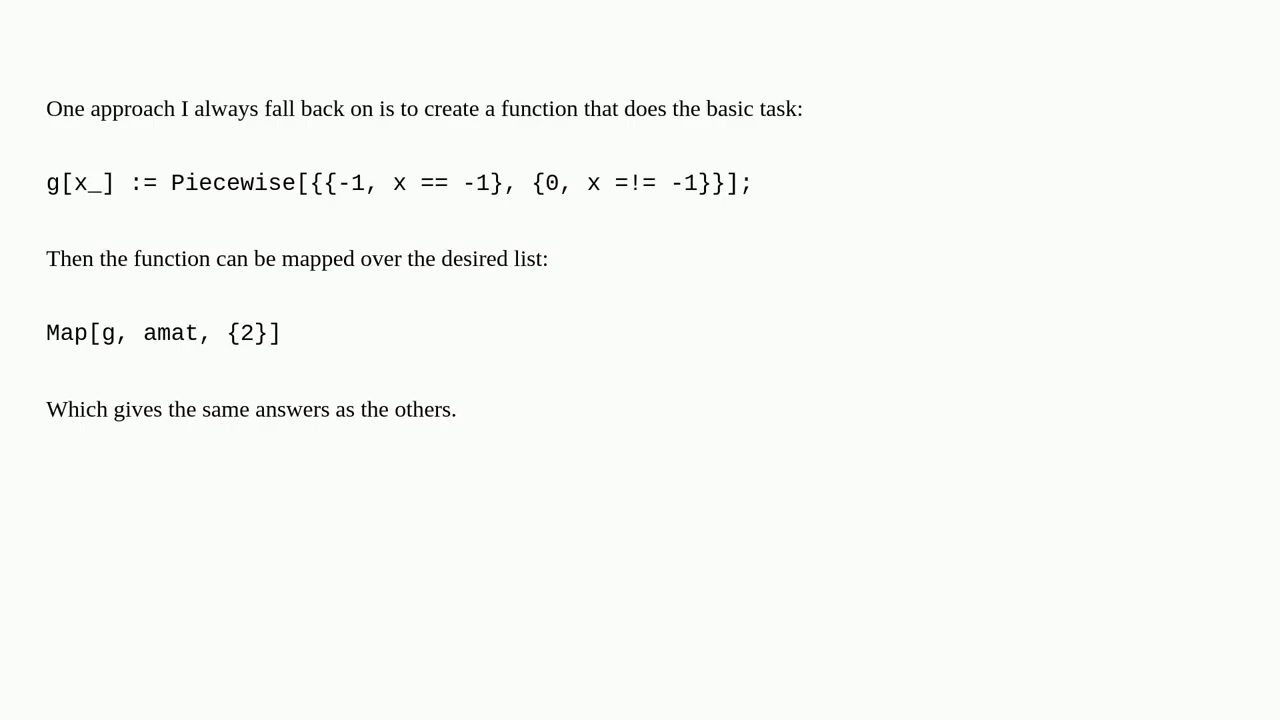 One approach I always fall back on is to create a function that does the basic task:
g[x_] := Piecewise[{{-1, x == -1}, {0, x =!= -1}}];
Then the function can be mapped over the desired list:
Map[g, amat, {2}]
Which gives the same answers as the others.